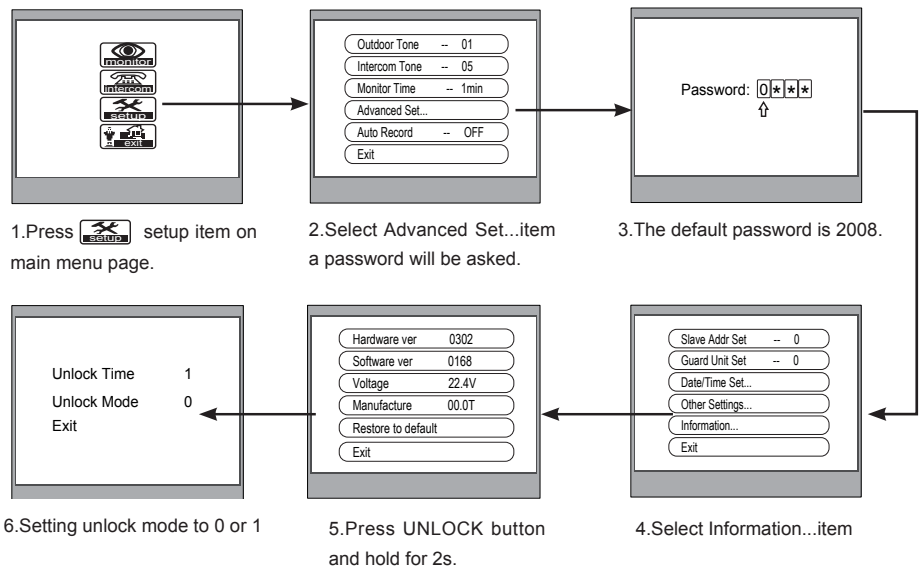 monitor
intercom
setup
exit
1.Press setup setup item on
main menu page.
Outdoor Tone -- 01
Intercom Tone -- 05
Monitor Time -- 1min
Advanced Set...
Auto Record -- OFF
Exit
2.Select Advanced Set...item
a password will be asked.
Password: 0***
3.The default password is 2008.
Slave Addr Set -- 0
Guard Unit Set -- 0
Date/Time Set...
Other Settings...
Information...
Exit
4.Select Information...item
Hardware ver 0302
Software ver 0168
Voltage 22.4V
Manufacture 00.0T
Restore to default
Exit
5.Press UNLOCK button
and hold for 2s.
Unlock Time 1
Unlock Mode 0
Exit
6.Setting unlock mode to 0 or 1